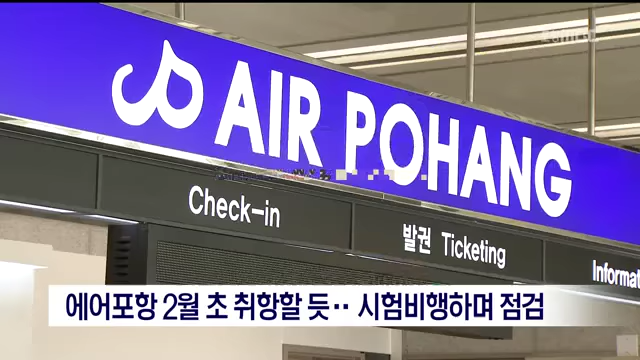 AIR POHANG
Check-in
발권 Ticketing
Informat
에어포항 2월 초 취항할 듯·· 시험비행하며 점검